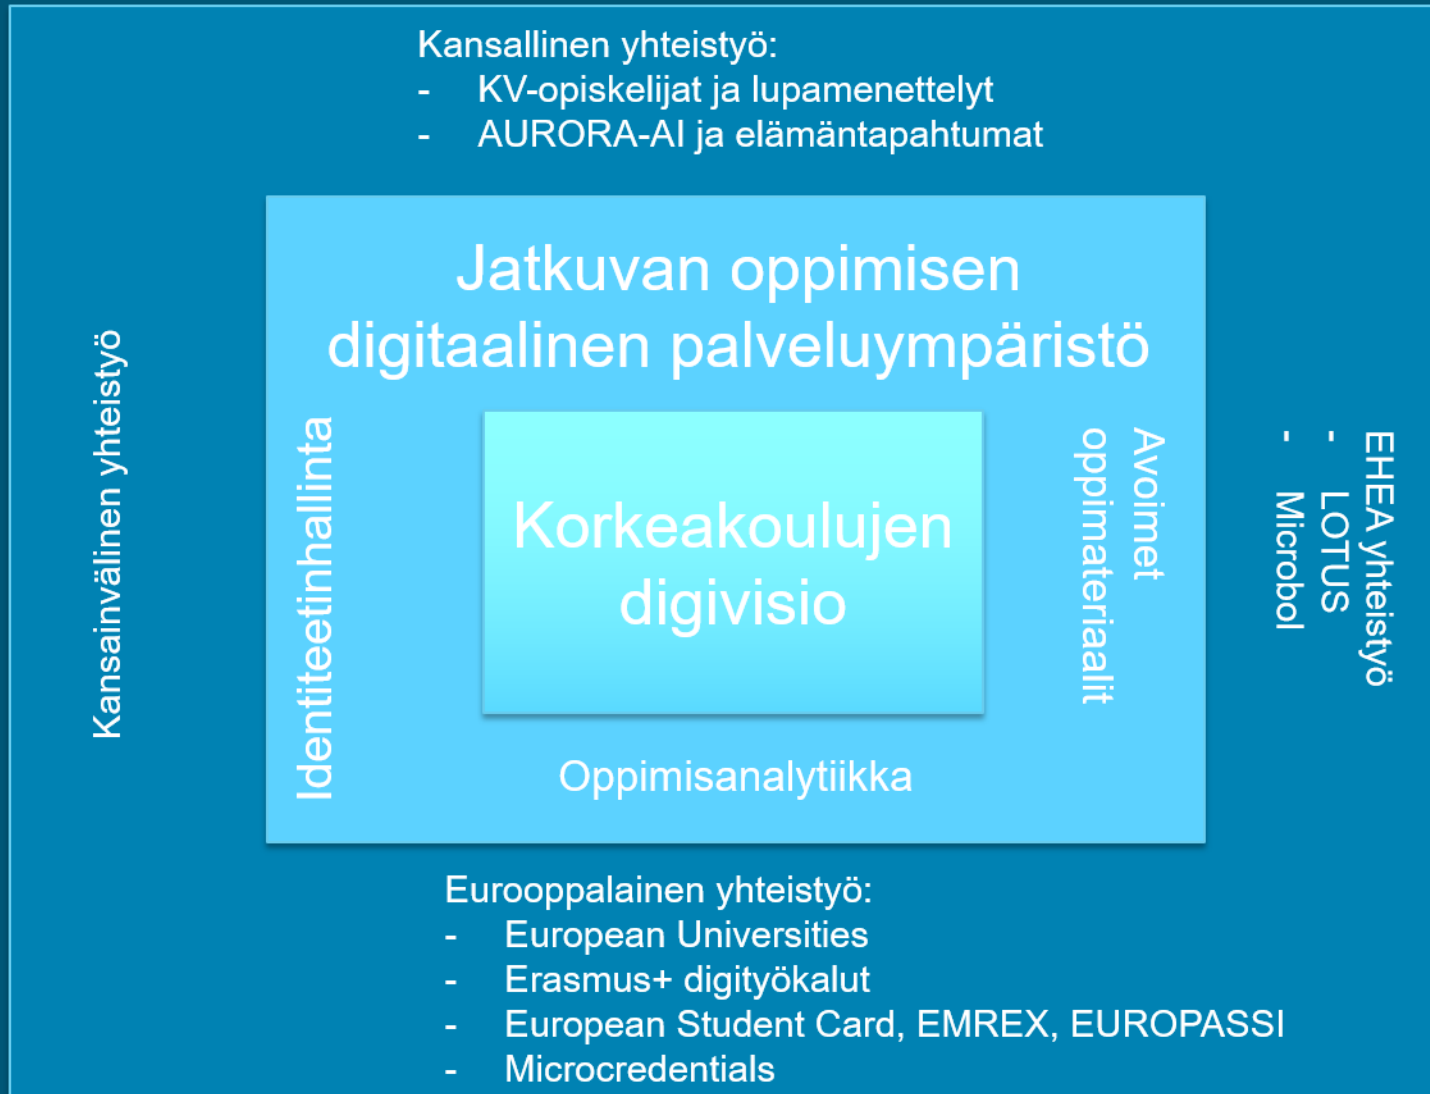 Kansallinen yhteistyö:
- KV-opiskelijat ja lupamenettelyt
- AURORA-AI ja elämäntapahtumat
Jatkuvan oppimisen
digitaalinen palveluympäristö
Kansainvälinen yhteistyö
Identiteetinhallinta
Korkeakoulujen
digivisio
Avoimet
oppimateriaalit
EHEA yhteistyö
- LOTUS
- Microbol
Oppimisanalytiikka
Eurooppalainen yhteistyö:
- European Universities
- Erasmus+ digityökalut
- European Student Card, EMREX, EUROPASSI
- Microcredentials